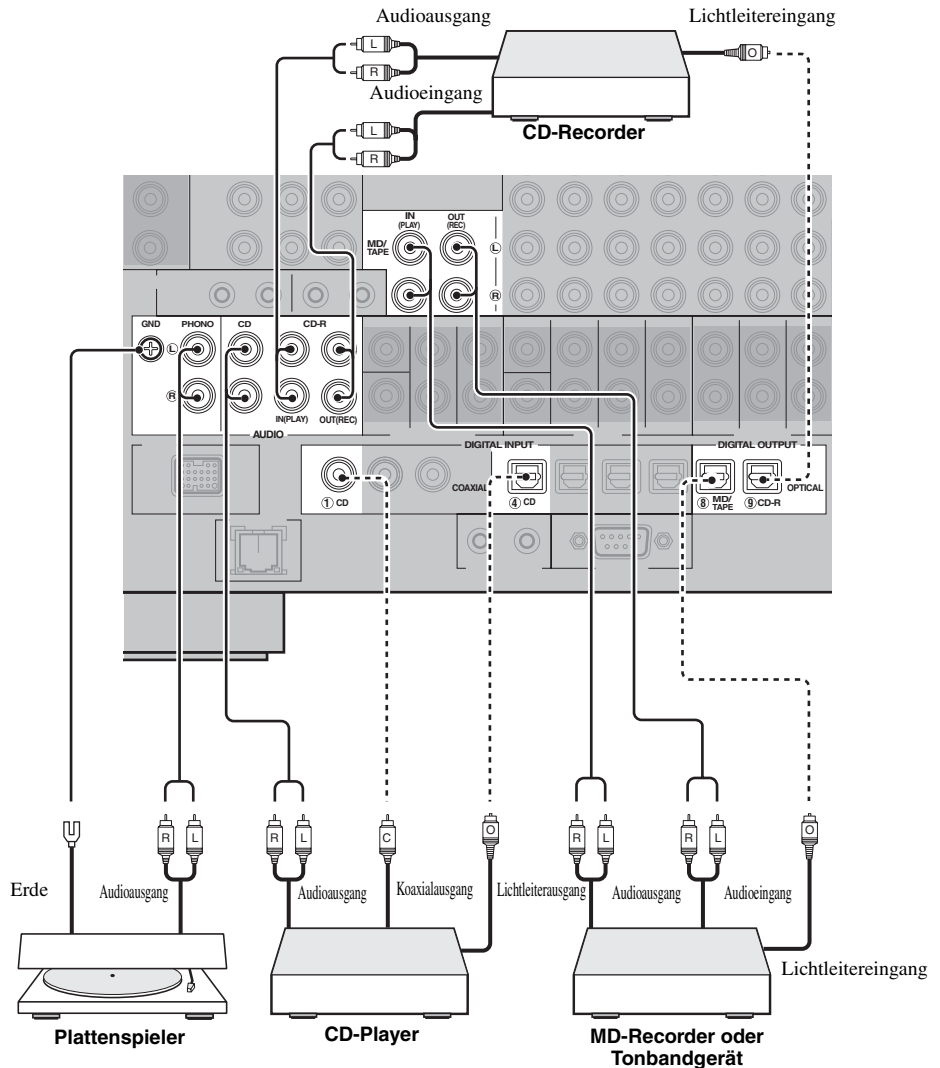 Audioausgang
Lichtleitereingang
L
R
O
Audioeingang
L
R
CD-Recorder
IN
(PLAY)
OUT
(REC)
MD/
TAPE
L
R
GND
PHONO
CD
CD-R
L
R
IN(PLAY)
OUT(REC)
AUDIO
DIGITAL INPUT
DIGITAL OUTPUT
COAXIAL
OPTICAL
① CD
④ CD
⑧ MD/
TAPE
⑨ CD-R
R L
R L
C
O
R L
R L
O
Erde
Audioausgang
Audioausgang
Koaxialausgang
Lichtleiterausgang
Audioausgang
Audioeingang
Lichtleitereingang
Plattenspieler
CD-Player
MD-Recorder oder
Tonbandgerät